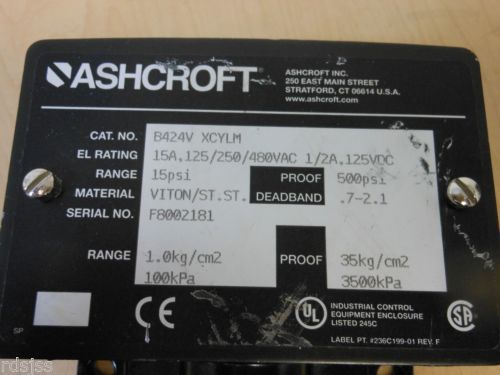 ASHCROFT®
ASHCROFT INC.
250 EAST MAIN STREET
STRATFORD, CT 06614 U.S.A.
www.ashcroft.com
CAT. NO. B424V XCYLM
EL RATING 15A,125/250/480VAC 1/2A,125VDC
RANGE 15psi PROOF 500psi
MATERIAL VITON/ST.ST. DEADBAND .7-2.1
SERIAL NO. F8002181
RANGE 1.0kg/cm2 PROOF 35kg/cm2
100kPa 3500kPa
SP
CE
UL
INDUSTRIAL CONTROL
EQUIPMENT ENCLOSURE
LISTED 245C
SA
LABEL PT. #236C199-01 REV. F
rdsjss